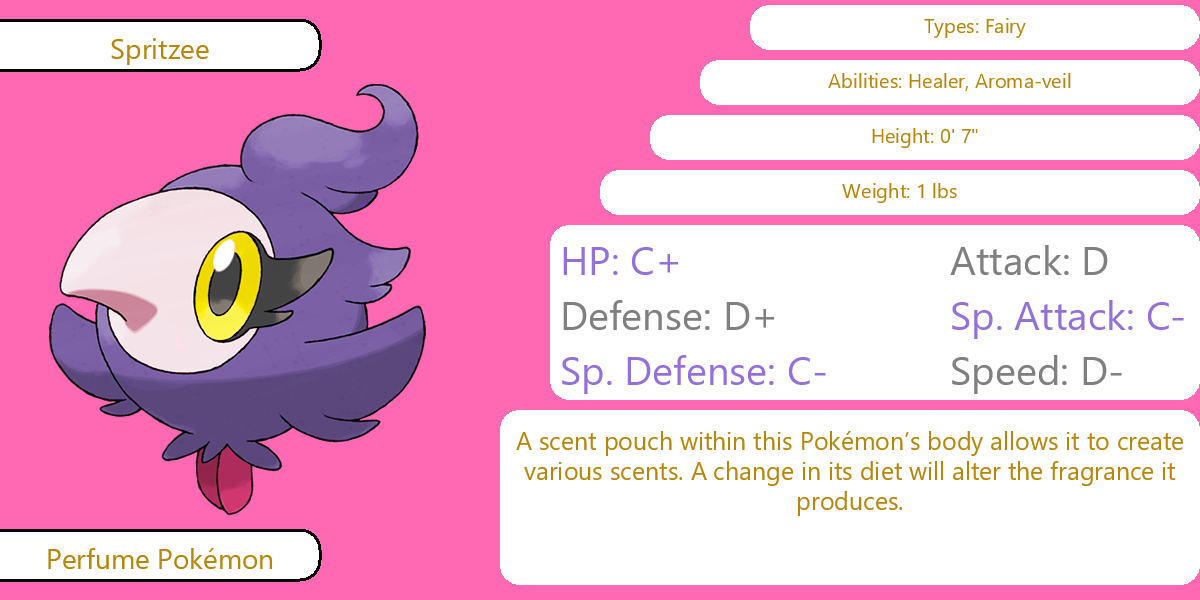 Spritzee
Types: Fairy
Abilities: Healer, Aroma-veil
Height: 0' 7"
Weight: 1 lbs
HP: C+
Attack: D
Defense: D+
Sp. Attack: C-
Sp. Defense: C-
Speed: D-
A scent pouch within this Pokémon’s body allows it to create
various scents. A change in its diet will alter the fragrance it
produces.
Perfume Pokémon